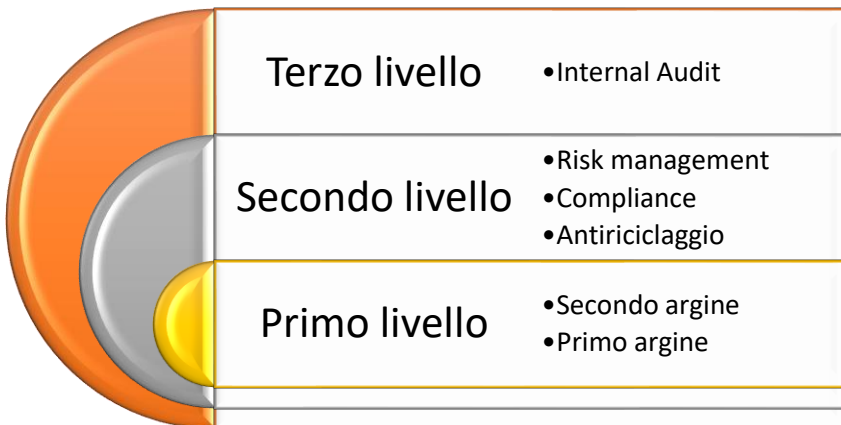 Terzo livello
•Internal Audit
Secondo livello
•Risk management
•Compliance
•Antiriciclaggio
Primo livello
•Secondo argine
•Primo argine